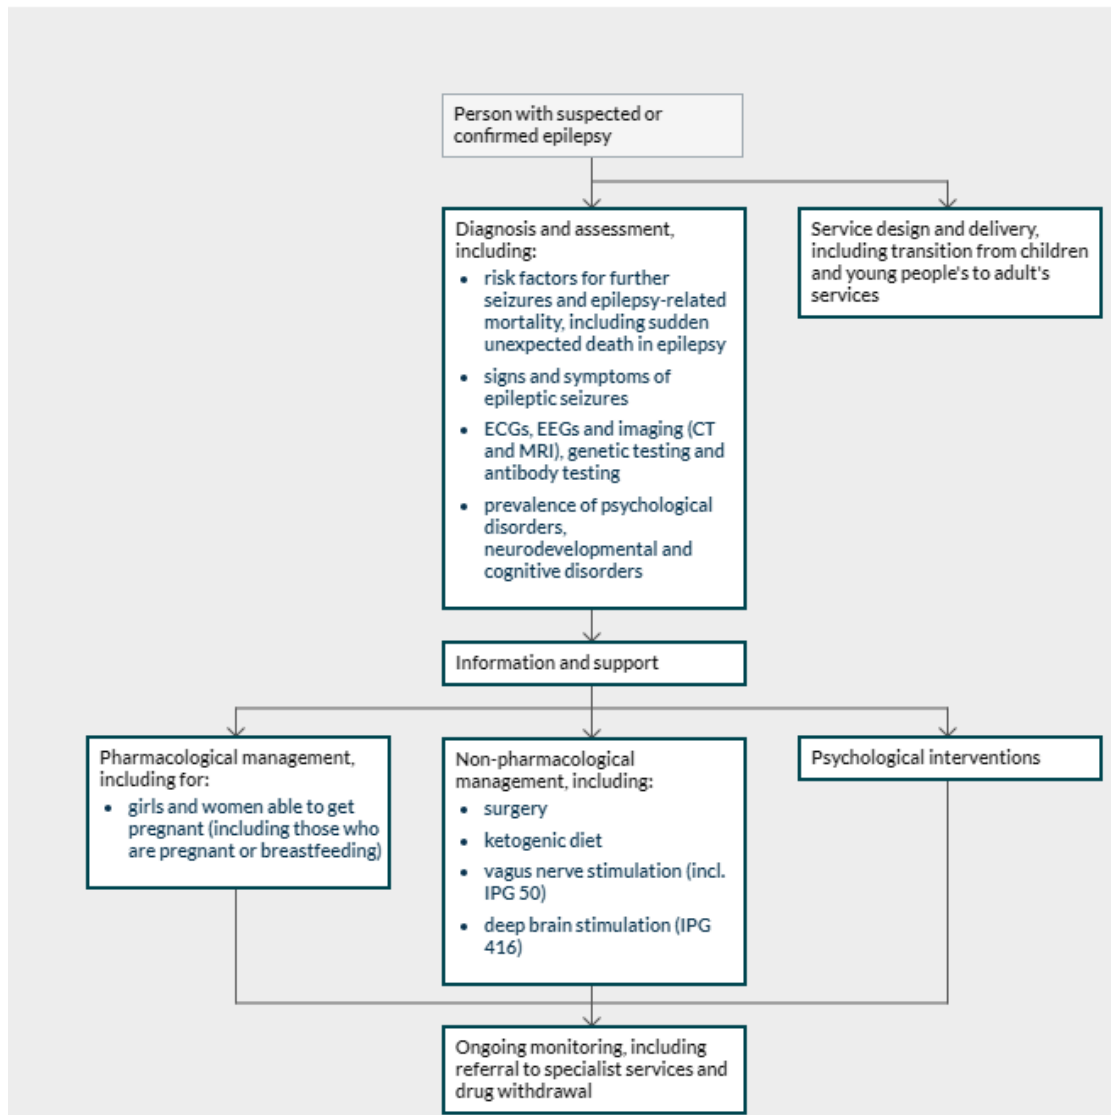 Person with suspected or
confirmed epilepsy
Diagnosis and assessment,
including:
• risk factors for further
seizures and epilepsy-related
mortality, including sudden
unexpected death in epilepsy
• signs and symptoms of
epileptic seizures
• ECGs, EEGs and imaging (CT
and MRI), genetic testing and
antibody testing
• prevalence of psychological
disorders,
neurodevelopmental and
cognitive disorders
Service design and delivery,
including transition from children
and young people's to adult's
services
Information and support
Pharmacological management,
including for:
• girls and women able to get
pregnant (including those who
are pregnant or breastfeeding)
Non-pharmacological
management, including:
• surgery
• ketogenic diet
• vagus nerve stimulation (incl.
IPG 50)
• deep brain stimulation (IPG
416)
Psychological interventions
Ongoing monitoring, including
referral to specialist services and
drug withdrawal